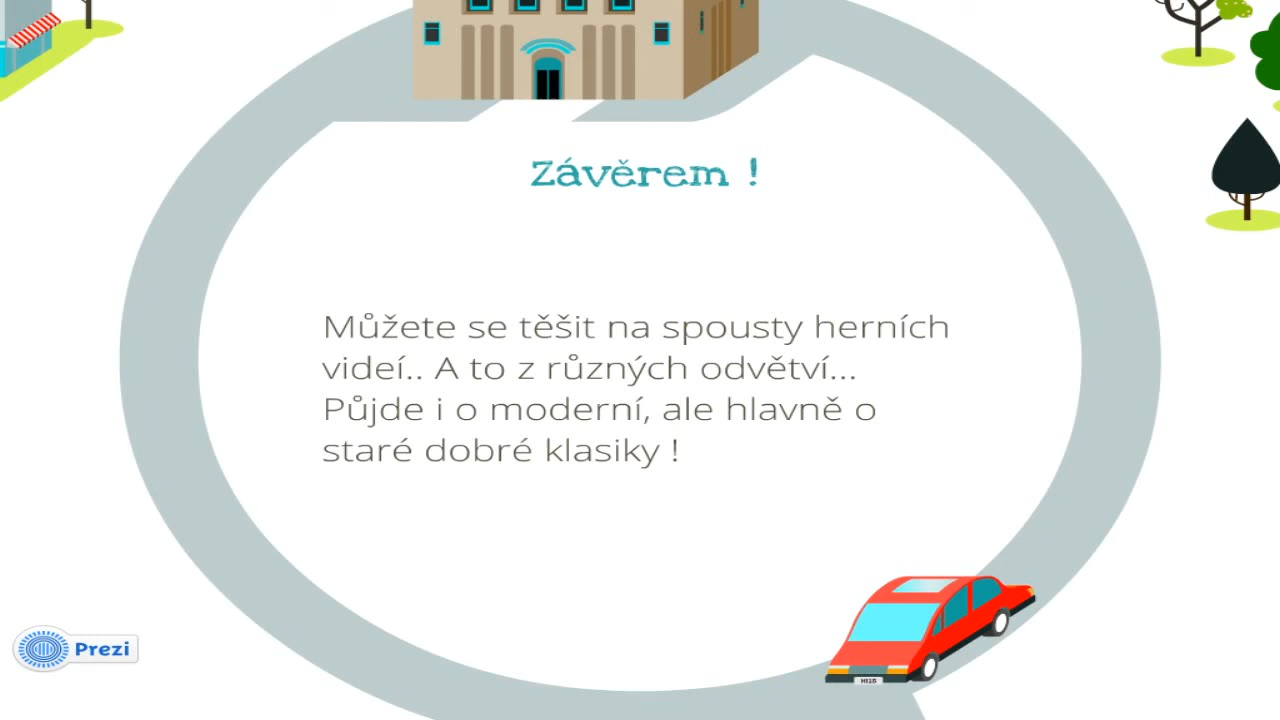 Závěrem !
Můžete se těšit na spousty herních
videí.. A to z různých odvětví...
Půjde i o moderní, ale hlavně o
staré dobré klasiky !
Prezi